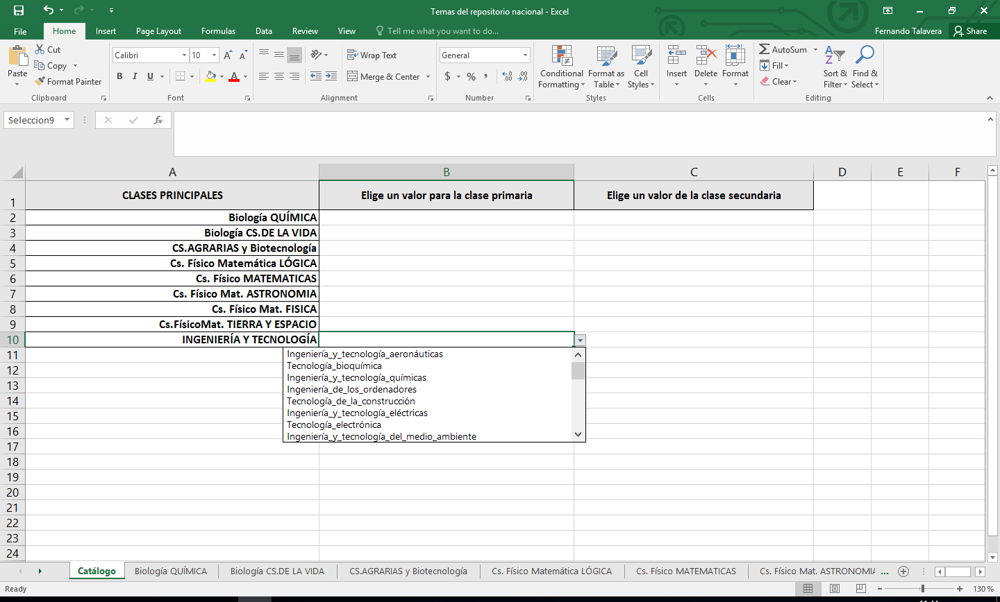 Temas del repositorio nacional - Excel
File Home Insert Page Layout Formulas Data Review View Tell me what you want to do... Fernando Talavera Share
Paste
Cut
Copy
Format Painter
Clipboard
Calibri 10
B I U
Font
Wrap Text
Merge & Center
Alignment
General
$ % ,
Number
Conditional Formatting
Format as Table
Cell Styles
Styles
Insert Delete Format
Cells
AutoSum
Fill
Clear
Sort & Filter
Find & Select
Editing
Seleccion9 fx
A B C D E F
1 CLASES PRINCIPALES Elige un valor para la clase primaria Elige un valor de la clase secundaria
2 Biología QUÍMICA
3 Biología CS.DE LA VIDA
4 CS.AGRARIAS y Biotecnología
5 Cs. Físico Matemática LÓGICA
6 Cs. Físico MATEMATICAS
7 Cs. Físico Mat. ASTRONOMIA
8 Cs. Físico Mat. FISICA
9 Cs.FísicoMat. TIERRA Y ESPACIO
10 INGENIERÍA Y TECNOLOGÍA
Ingeniería_y_tecnología_aeronáuticas
Tecnología_bioquímica
Ingeniería_y_tecnología_químicas
Ingeniería_de_los_ordenadores
Tecnología_de_la_construcción
Ingeniería_y_tecnología_eléctricas
Tecnología_electrónica
Ingeniería_y_tecnología_del_medio_ambiente
11
12
13
14
15
16
17
18
19
20
21
22
23
24
Catálogo Biología QUÍMICA Biología CS.DE LA VIDA CS.AGRARIAS y Biotecnología Cs. Físico Matemática LÓGICA Cs. Físico MATEMATICAS Cs. Físico Mat. ASTRONOMIA ...
Ready 130 %